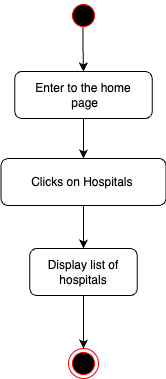 Enter to the home
page
Clicks on Hospitals
Display list of
hospitals